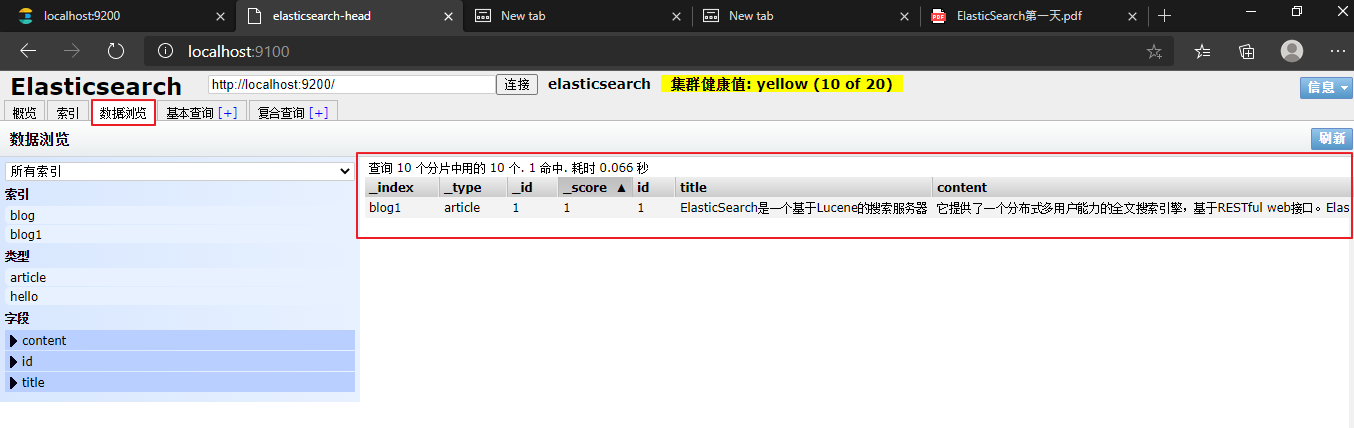 localhost:9200 elasticsearch-head New tab New tab ElasticSearch第一天.pdf
localhost:9100
Elasticsearch http://localhost:9200/ 连接 elasticsearch 集群健康值: yellow (10 of 20) 信息
概览 索引 数据浏览 基本查询 [+] 复合查询 [+]
数据浏览 刷新
所有索引
索引
blog
blog1
类型
article
hello
字段
content
id
title
查询 10 个分片中用的 10 个. 1 命中. 耗时 0.066 秒
_index _type _id _score ▲ id title content
blog1 article 1 1 1 ElasticSearch是一个基于Lucene的搜索服务器 它提供了一个分布式多用户能力的全文搜索引擎，基于RESTful web接口。Elas